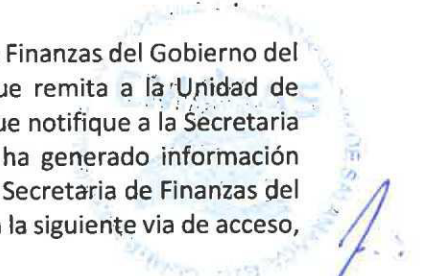 Finanzas del Gobierno del
ue remita a la Unidad de
ue notifique a la Secretaria
ha generado información
Secretaria de Finanzas del
la siguiente via de acceso,